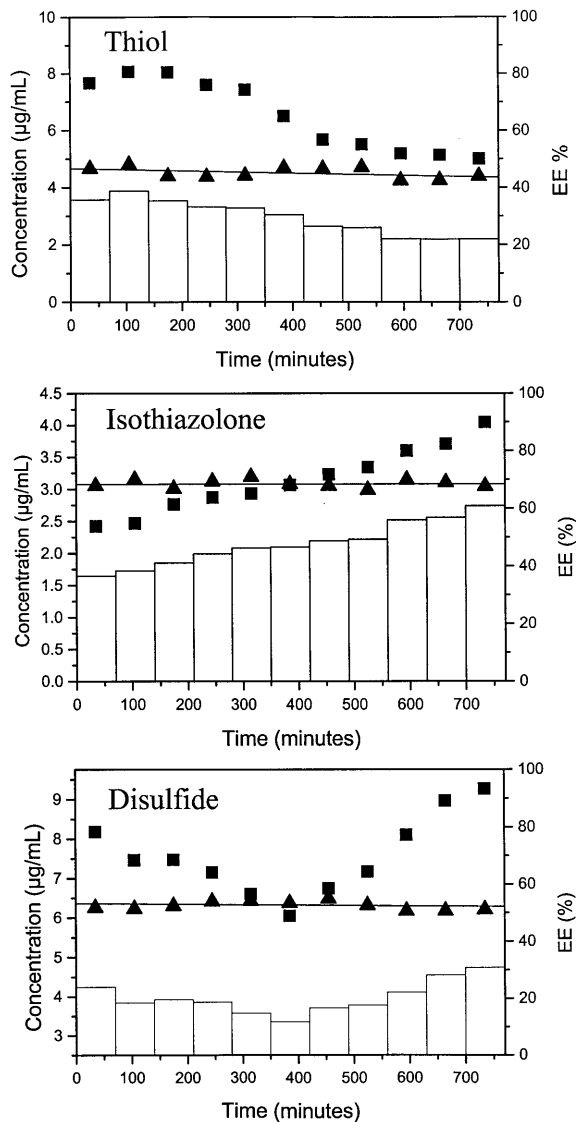 Thiol
Concentration (µg/mL)
10
8
6
4
2
0
100
80
60
40
20
0
EE %
0 100 200 300 400 500 600 700
Time (minutes)
Isothiazolone
Concentration (µg/mL)
4.5
4.0
3.5
3.0
2.5
2.0
1.5
1.0
0.5
0.0
100
80
60
40
20
0
EE (%)
0 100 200 300 400 500 600 700
Time (minutes)
Disulfide
Concentration (µg/mL)
9
8
7
6
5
4
3
100
80
60
40
20
0
EE (%)
0 100 200 300 400 500 600 700
Time (minutes)